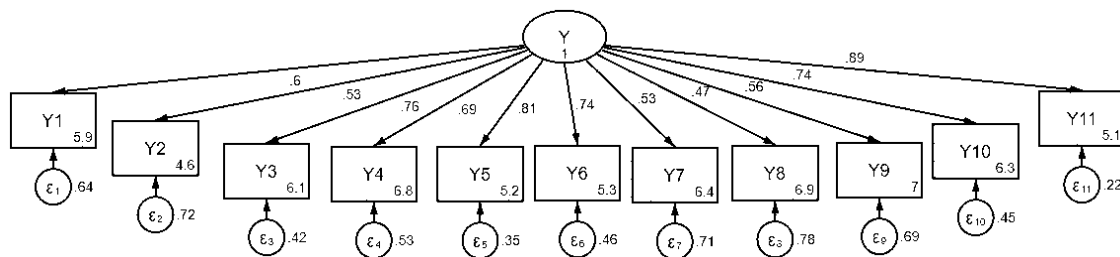 Y
1
.6
.53
.76
.69
.81
.74
.53
.47
.56
.74
.89
Y1
5.9
Y2
4.6
Y3
6.1
Y4
6.8
Y5
5.2
Y6
5.3
Y7
6.4
Y8
6.9
Y9
7
Y10
6.3
Y11
5.1
ε1 .64
ε2 .72
ε3 .42
ε4 .53
ε5 .35
ε6 .46
ε7 .71
ε8 .78
ε9 .69
ε10 .45
ε11 .22